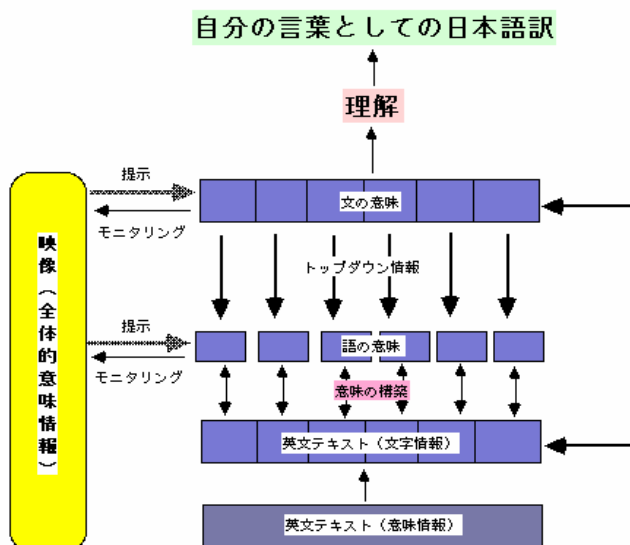 自分の言葉としての日本語訳
理解
提示
文の意味
モニタリング
トップダウン情報
映像（全体的意味情報）
提示
語の意味
モニタリング
意味の構築
英文テキスト（文字情報）
英文テキスト（意味情報）